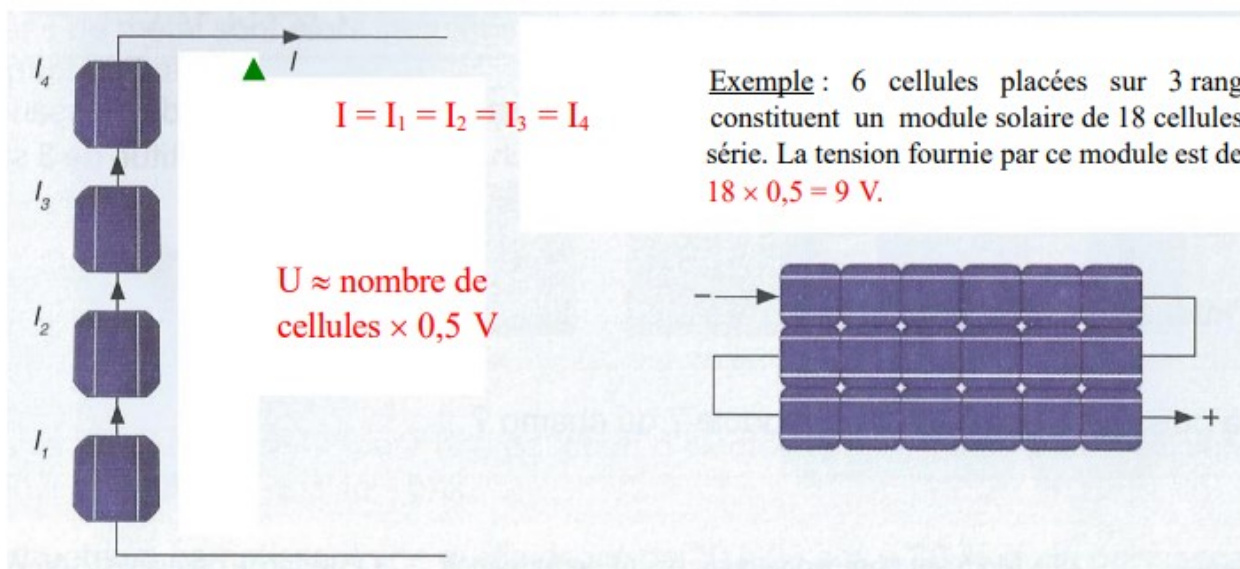 I
I4
I = I1 = I2 = I3 = I4
I3
U ≈ nombre de
cellules × 0,5 V
I2
I1
Exemple : 6 cellules placées sur 3 rang
constituent un module solaire de 18 cellules
série. La tension fournie par ce module est de
18 × 0,5 = 9 V.
−
+